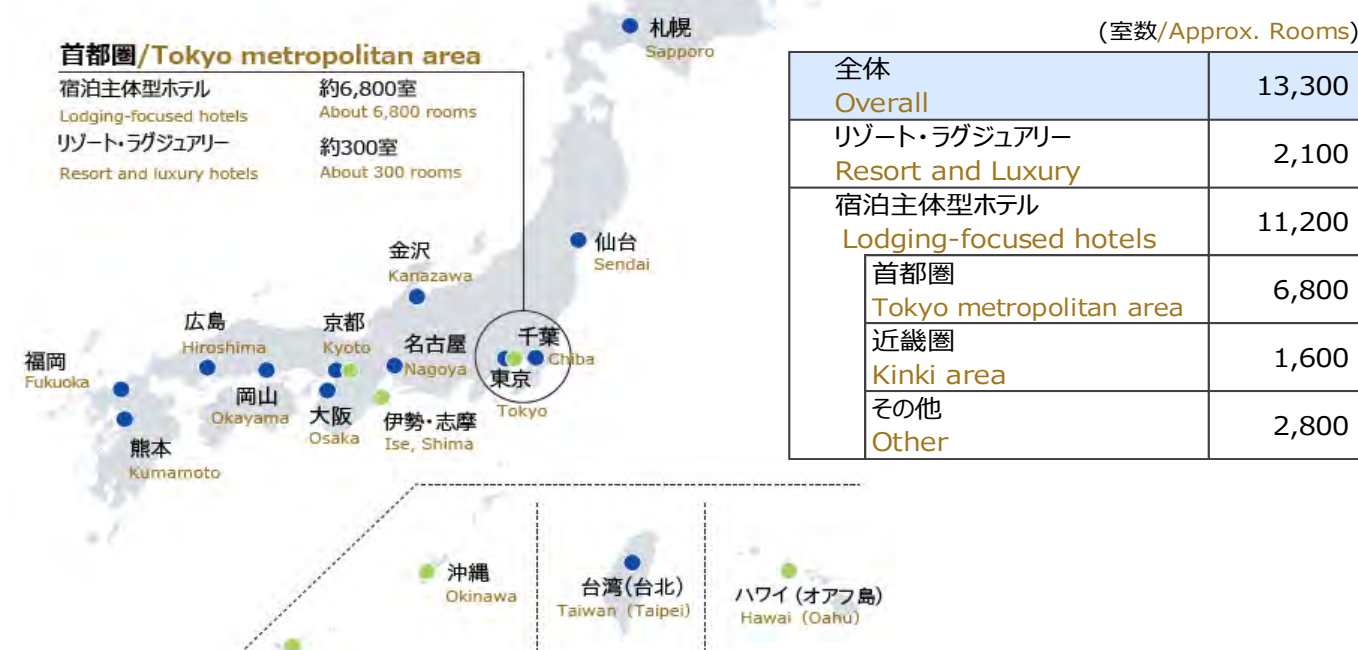 首都圏/Tokyo metropolitan area
宿泊主体型ホテル 約6,800室
Lodging-focused hotels About 6,800 rooms
リゾート・ラグジュアリー 約300室
Resort and luxury hotels About 300 rooms
札幌
Sapporo
仙台
Sendai
金沢
Kanazawa
広島
Hiroshima
京都
Kyoto
名古屋
Nagoya
千葉
Chiba
東京
Tokyo
福岡
Fukuoka
岡山
Okayama
大阪
Osaka
伊勢・志摩
Ise, Shima
熊本
Kumamoto
沖縄
Okinawa
台湾(台北)
Taiwan (Taipei)
ハワイ (オアフ島)
Hawai (Oahu)
(室数/Approx. Rooms)
全体
Overall 13,300
リゾート・ラグジュアリー
Resort and Luxury 2,100
宿泊主体型ホテル
Lodging-focused hotels 11,200
首都圏
Tokyo metropolitan area 6,800
近畿圏
Kinki area 1,600
その他
Other 2,800